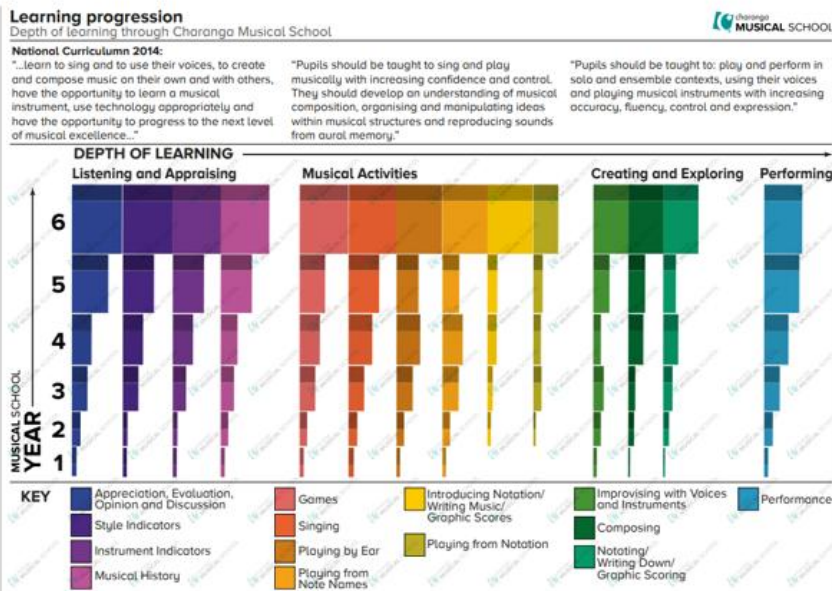 Learning progression
Depth of learning through Charanga Musical School
charanga
MUSICAL SCHOOL
National Curiculumn 2014:
"...learn to sing and to use their voices, to create
and compose music on their own and with others,
have the opportunity to learn a musical
instrument, use technology appropriately and
have the opportunity to progress to the next level
of musical excellence..."
"Pupils should be taught to sing and play
musically with increasing confidence and control.
They should develop an understanding of musical
composition, organising and manipulating ideas
within musical structures and reproducing sounds
from aural memory."
"Pupils should be taught to: play and perform in
solo and ensemble contexts, using their voices
and playing musical instruments with increasing
accuracy, fluency, control and expression."
DEPTH OF LEARNING
Listening and Appraising
Musical Activities
Creating and Exploring
Performing
MUSICAL SCHOOL
YEAR
6
5
4
3
2
1
KEY
Appreciation, Evaluation,
Opinion and Discussion
Style Indicators
Instrument Indicators
Musical History
Games
Singing
Playing by Ear
Playing from
Note Names
Introducing Notation/
Writing Music/
Graphic Scores
Playing from Notation
Improvising with Voices
and Instruments
Composing
Notating/
Writing Down/
Graphic Scoring
Performance